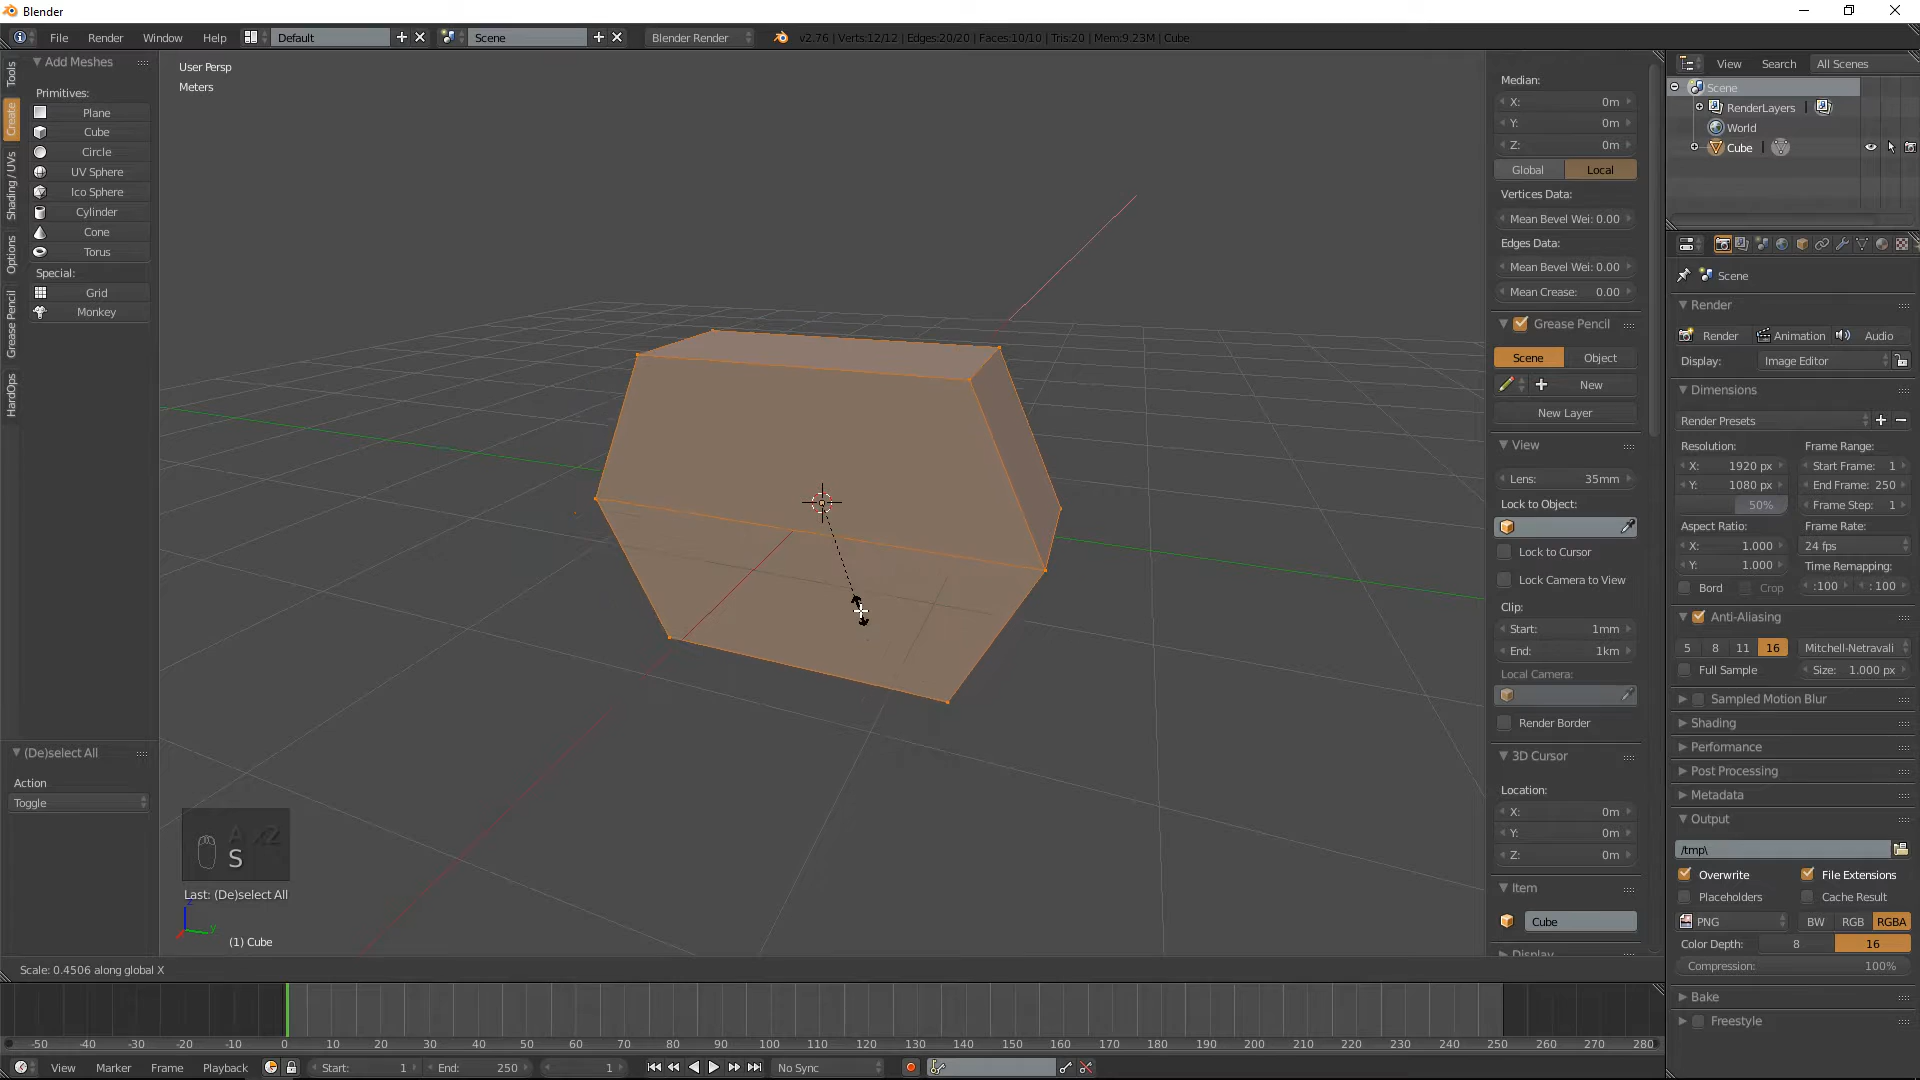 Blender
File Render Window Help Default Scene Blender Render v2.76 | Verts:12/12 | Edges:20/20 | Faces:10/10 | Tris:20 | Mem:9.23M | Cube
Tools
Create
Shading / UVs
Options
Grease Pencil
HardOps
Add Meshes
Primitives:
Plane
Cube
Circle
UV Sphere
Ico Sphere
Cylinder
Cone
Torus
Special:
Grid
Monkey
(De)select All
Action
Toggle
User Persp
Meters
A xZ
S
Last: (De)select All
z
y
(1) Cube
Scale: 0.4506 along global X
Median:
X: 0m
Y: 0m
Z: 0m
Global Local
Vertices Data:
Mean Bevel Wei: 0.00
Edges Data:
Mean Bevel Wei: 0.00
Mean Crease: 0.00
Grease Pencil
Scene Object
New
New Layer
View
Lens: 35mm
Lock to Object:
Lock to Cursor
Lock Camera to View
Clip:
Start: 1mm
End: 1km
Local Camera:
Render Border
3D Cursor
Location:
X: 0m
Y: 0m
Z: 0m
Item
Cube
Display
View Search All Scenes
Scene
RenderLayers
World
Cube
Scene
Render
Render Animation Audio
Display: Image Editor
Dimensions
Render Presets
Resolution: Frame Range:
X: 1920 px Start Frame: 1
Y: 1080 px End Frame: 250
50% Frame Step: 1
Aspect Ratio: Frame Rate:
X: 1.000 24 fps
Y: 1.000 Time Remapping:
Bord Crop :100 : 100
Anti-Aliasing
5 8 11 16 Mitchell-Netravali
Full Sample Size: 1.000 px
Sampled Motion Blur
Shading
Performance
Post Processing
Metadata
Output
/tmp\
Overwrite File Extensions
Placeholders Cache Result
PNG BW RGB RGBA
Color Depth: 8 16
Compression: 100%
Bake
Freestyle
-50 -40 -30 -20 -10 0 10 20 30 40 50 60 70 80 90 100 110 120 130 140 150 160 170 180 190 200 210 220 230 240 250 260 270 280
View Marker Frame Playback Start: 1 End: 250 1 No Sync